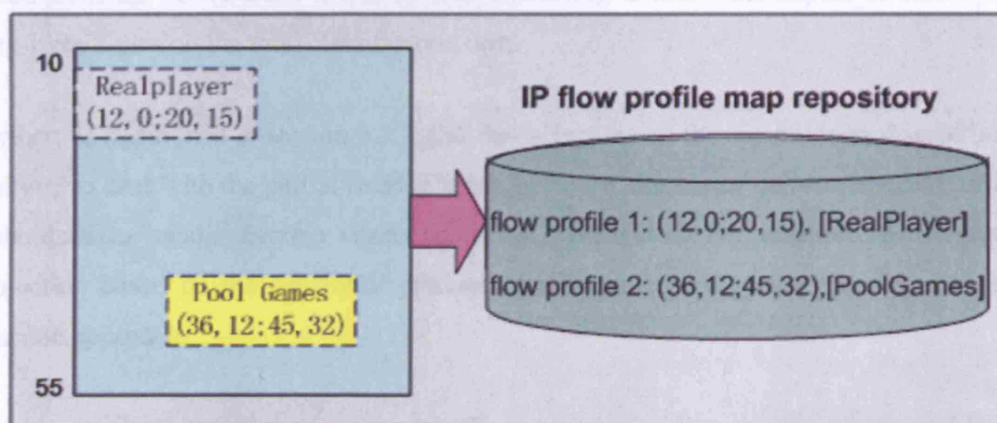 10
Realplayer
(12, 0;20, 15)
Pool Games
(36, 12;45, 32)
55
IP flow profile map repository
flow profile 1: (12,0;20,15), [RealPlayer]
flow profile 2: (36,12;45,32),[PoolGames]